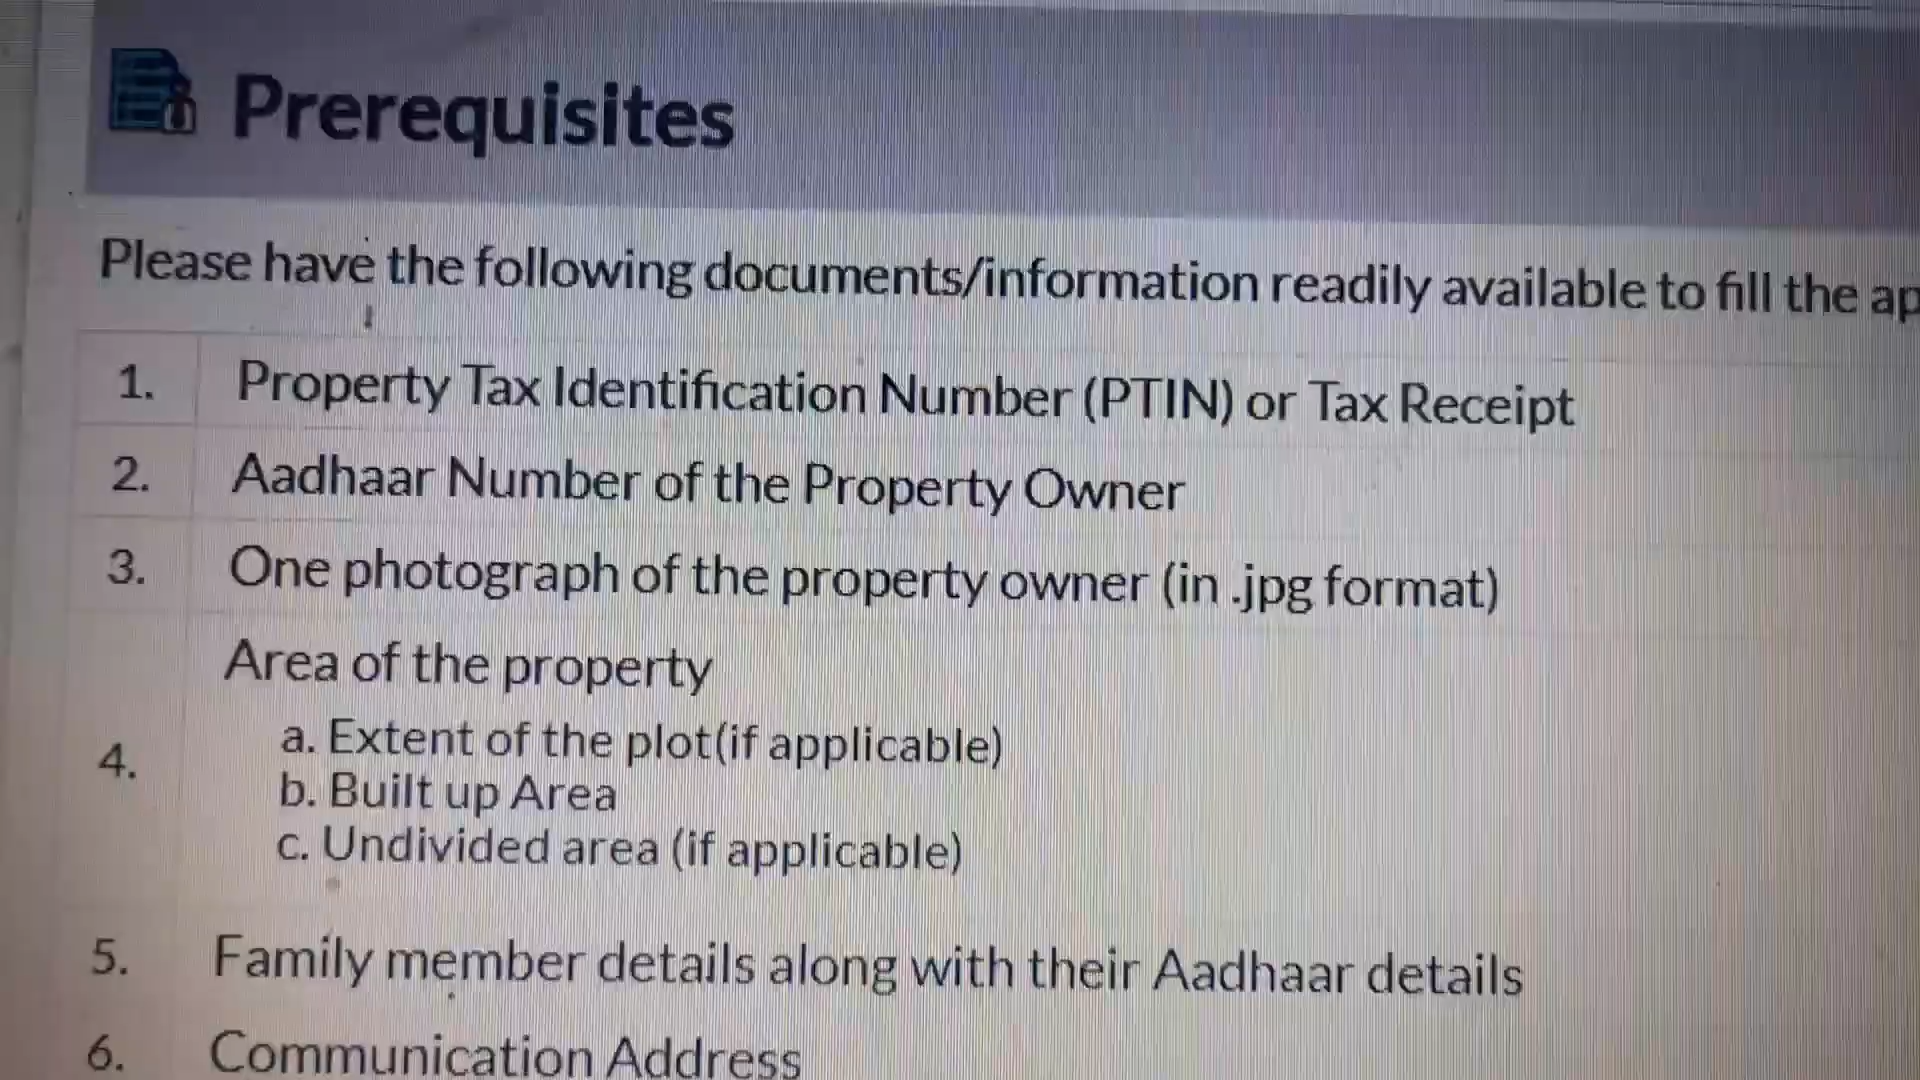 Prerequisites
Please have the following documents/information readily available to fill the
1. Property Tax Identification Number (PTIN) or Tax Receipt
2. Aadhaar Number of the Property Owner
3. One photograph of the property owner (in .jpg format)
Area of the property
4.
a. Extent of the plot(if applicable)
b. Built up Area
c. Undivided area (if applicable)
5. Family member details along with their Aadhaar details
6. Communication Address